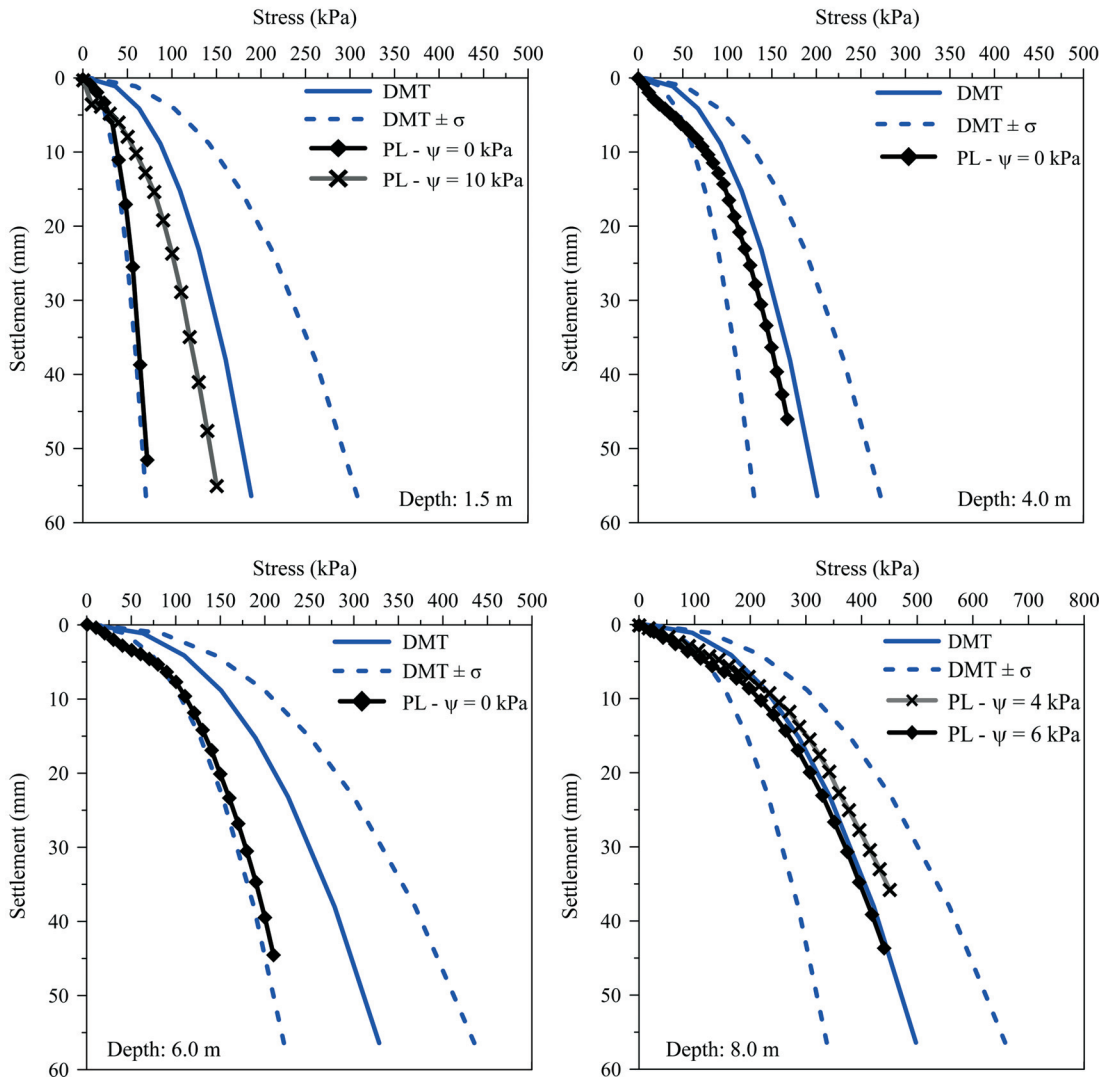 Stress (kPa)
0 50 100 150 200 250 300 350 400 450 500
0
10
20
30
40
50
60
Settlement (mm)
DMT
DMT ± σ
PL - ψ = 0 kPa
PL - ψ = 10 kPa
Depth: 1.5 m
Stress (kPa)
0 50 100 150 200 250 300 350 400 450 500
0
10
20
30
40
50
60
Settlement (mm)
DMT
DMT ± σ
PL - ψ = 0 kPa
Depth: 4.0 m
Stress (kPa)
0 50 100 150 200 250 300 350 400 450 500
0
10
20
30
40
50
60
Settlement (mm)
DMT
DMT ± σ
PL - ψ = 0 kPa
Depth: 6.0 m
Stress (kPa)
0 100 200 300 400 500 600 700 800
0
10
20
30
40
50
60
Settlement (mm)
DMT
DMT ± σ
PL - ψ = 4 kPa
PL - ψ = 6 kPa
Depth: 8.0 m